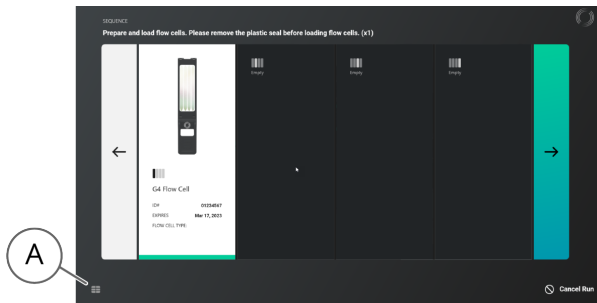 SEQUENCE
Prepare and load flow cells. Please remove the plastic seal before loading flow cells. (x1)
Empty
Empty
Empty
G4 Flow Cell
ID# 01234567
EXPIRES Mar 17, 2023
FLOW CELL TYPE:
A
Cancel Run